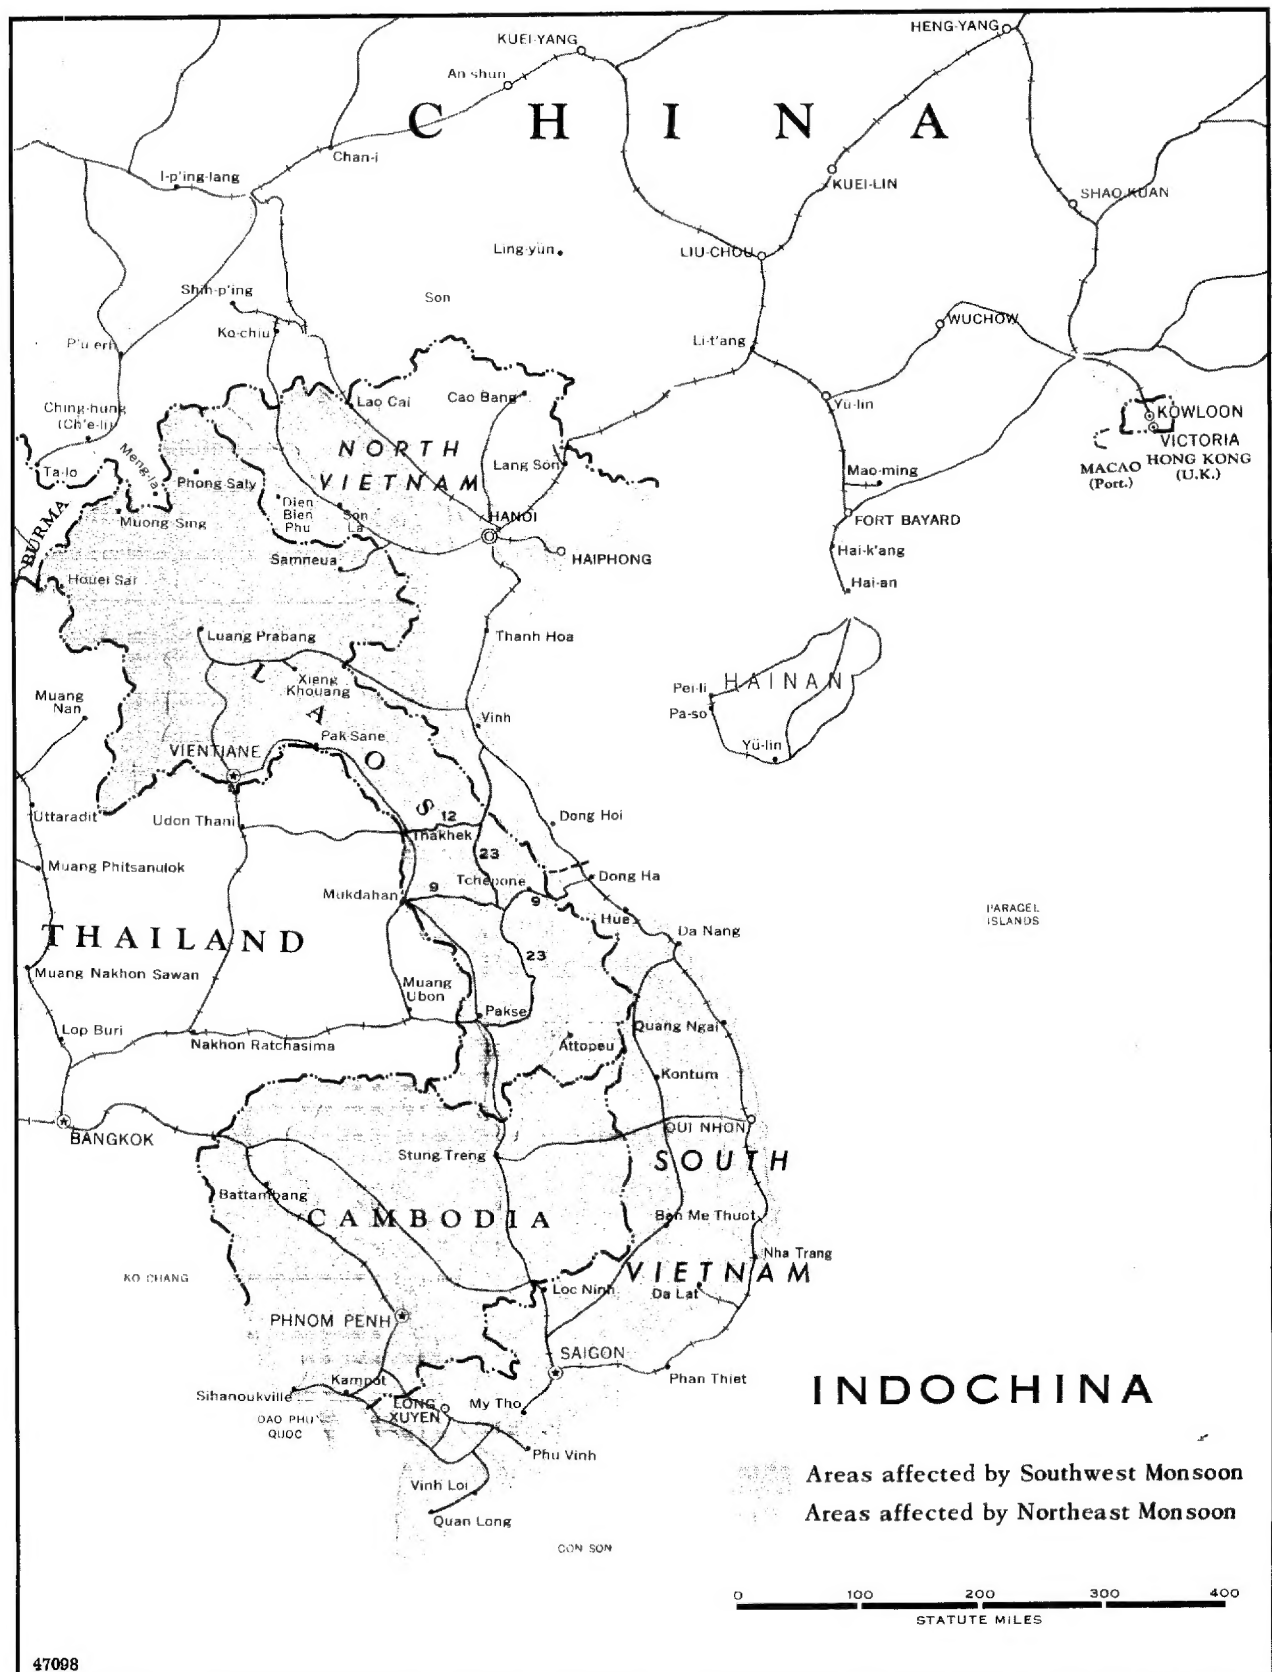 KUEI-YANG
HENG-YANG
An shun
C H I N A
Chan-i
I-p'ing-lang
KUEI-LIN
SHAO-KUAN
Ling-yün
LIU-CHOU
Shih-p'ing
Son
Ko-chiu
WUCHOW
P'u erh
Li-t'ang
Lao Cai
Cao Bang
Yü-lin
Ching-hung
(Ch'e-li)
KOWLOON
VICTORIA
HONG KONG
(U.K.)
MACAO
(Port.)
NORTH
VIETNAM
Meng-la
Ta-lo
Lang Son
Mao-ming
Phong Saly
Dien
Bien
Phu
Son
La
HANOI
FORT BAYARD
BURMA
Muong Sing
Samneua
HAIPHONG
Hai-k'ang
Houei Sai
Hai-an
Luang Prabang
Thanh Hoa
Xieng
Khouang
L A O S
Pei-li
HAINAN
Pa-so
Muang
Nan
Vinh
Pak Sane
VIENTIANE
Yü-lin
Uttaradit
Udon Thani
12
Thakhek
Dong Hoi
23
Muang Phitsanulok
Tchepone
Dong Ha
Mukdahan
9
9
Hue
PARACEL
ISLANDS
THAILAND
Da Nang
23
Muang Nakhon Sawan
Muang
Ubon
Pakse
Quang Ngai
Lop Buri
Nakhon Ratchasima
Attopeu
Kontum
BANGKOK
QUI NHON
Stung Treng
SOUTH
VIETNAM
Battambang
CAMBODIA
Ban Me Thuot
Nha Trang
KO CHANG
Loc Ninh
Da Lat
PHNOM PENH
SAIGON
Phan Thiet
Kampot
Sihanoukville
LONG
XUYEN
My Tho
DAO PHU
QUOC
Phu Vinh
Vinh Loi
Quan Long
CON SON
INDOCHINA
Areas affected by Southwest Monsoon
Areas affected by Northeast Monsoon
0 100 200 300 400
STATUTE MILES
47098